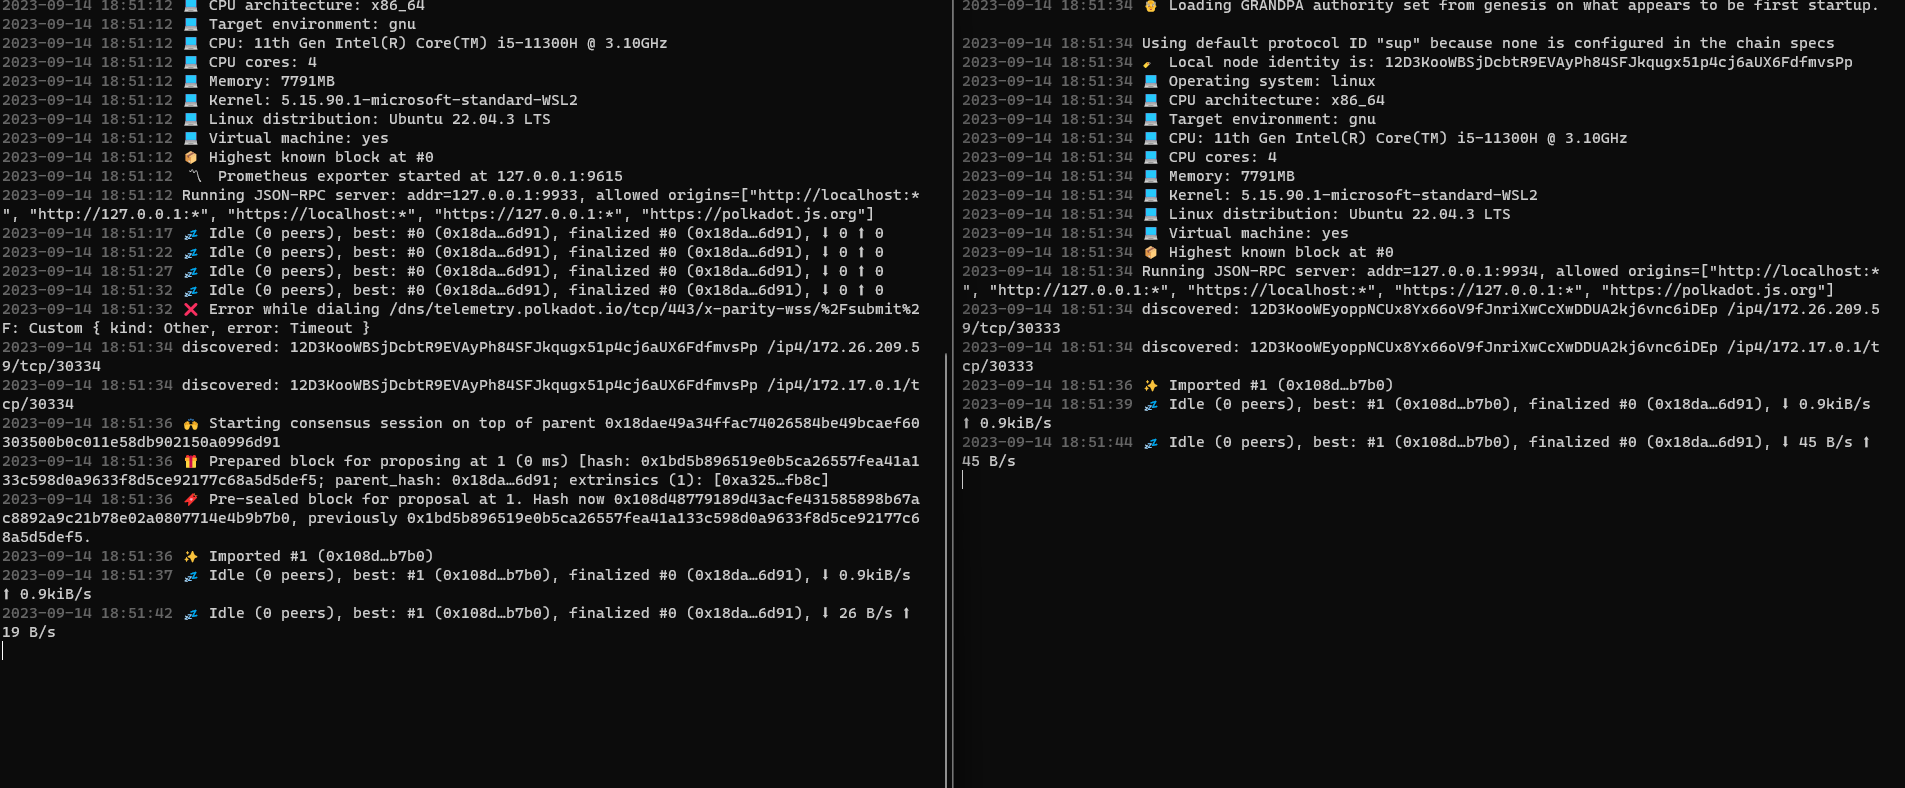 2023-09-14 18:51:12 💻 CPU architecture: x86_64
2023-09-14 18:51:12 💻 Target environment: gnu
2023-09-14 18:51:12 💻 CPU: 11th Gen Intel(R) Core(TM) i5-11300H @ 3.10GHz
2023-09-14 18:51:12 💻 CPU cores: 4
2023-09-14 18:51:12 💻 Memory: 7791MB
2023-09-14 18:51:12 💻 Kernel: 5.15.90.1-microsoft-standard-WSL2
2023-09-14 18:51:12 💻 Linux distribution: Ubuntu 22.04.3 LTS
2023-09-14 18:51:12 💻 Virtual machine: yes
2023-09-14 18:51:12 📦 Highest known block at #0
2023-09-14 18:51:12 〽 Prometheus exporter started at 127.0.0.1:9615
2023-09-14 18:51:12 Running JSON-RPC server: addr=127.0.0.1:9933, allowed origins=["http://localhost:*
", "http://127.0.0.1:*", "https://localhost:*", "https://127.0.0.1:*", "https://polkadot.js.org"]
2023-09-14 18:51:17 💤 Idle (0 peers), best: #0 (0x18da…6d91), finalized #0 (0x18da…6d91), ⬇ 0 ⬆ 0
2023-09-14 18:51:22 💤 Idle (0 peers), best: #0 (0x18da…6d91), finalized #0 (0x18da…6d91), ⬇ 0 ⬆ 0
2023-09-14 18:51:27 💤 Idle (0 peers), best: #0 (0x18da…6d91), finalized #0 (0x18da…6d91), ⬇ 0 ⬆ 0
2023-09-14 18:51:32 💤 Idle (0 peers), best: #0 (0x18da…6d91), finalized #0 (0x18da…6d91), ⬇ 0 ⬆ 0
2023-09-14 18:51:32 ❌ Error while dialing /dns/telemetry.polkadot.io/tcp/443/x-parity-wss/%2Fsubmit%2
F: Custom { kind: Other, error: Timeout }
2023-09-14 18:51:34 discovered: 12D3KooWBSjDcbtR9EVAyPh84SFJkqugx51p4cj6aUX6FdfmvsPp /ip4/172.26.209.5
9/tcp/30334
2023-09-14 18:51:34 discovered: 12D3KooWBSjDcbtR9EVAyPh84SFJkqugx51p4cj6aUX6FdfmvsPp /ip4/172.17.0.1/t
cp/30334
2023-09-14 18:51:36 🙌 Starting consensus session on top of parent 0x18dae49a34ffac74026584be49bcaef60
303500b0c011e58db902150a0996d91
2023-09-14 18:51:36 🎁 Prepared block for proposing at 1 (0 ms) [hash: 0x1bd5b896519e0b5ca26557fea41a1
33c598d0a9633f8d5ce92177c68a5d5def5; parent_hash: 0x18da…6d91; extrinsics (1): [0xa325…fb8c]
2023-09-14 18:51:36 🔖 Pre-sealed block for proposal at 1. Hash now 0x108d48779189d43acfe431585898b67a
c8892a9c21b78e02a0807714e4b9b7b0, previously 0x1bd5b896519e0b5ca26557fea41a133c598d0a9633f8d5ce92177c6
8a5d5def5.
2023-09-14 18:51:36 ✨ Imported #1 (0x108d…b7b0)
2023-09-14 18:51:37 💤 Idle (0 peers), best: #1 (0x108d…b7b0), finalized #0 (0x18da…6d91), ⬇ 0.9kiB/s
⬆ 0.9kiB/s
2023-09-14 18:51:42 💤 Idle (0 peers), best: #1 (0x108d…b7b0), finalized #0 (0x18da…6d91), ⬇ 26 B/s ⬆
19 B/s
2023-09-14 18:51:34 👴 Loading GRANDPA authority set from genesis on what appears to be first startup.
2023-09-14 18:51:34 Using default protocol ID "sup" because none is configured in the chain specs
2023-09-14 18:51:34 🏷 Local node identity is: 12D3KooWBSjDcbtR9EVAyPh84SFJkqugx51p4cj6aUX6FdfmvsPp
2023-09-14 18:51:34 💻 Operating system: linux
2023-09-14 18:51:34 💻 CPU architecture: x86_64
2023-09-14 18:51:34 💻 Target environment: gnu
2023-09-14 18:51:34 💻 CPU: 11th Gen Intel(R) Core(TM) i5-11300H @ 3.10GHz
2023-09-14 18:51:34 💻 CPU cores: 4
2023-09-14 18:51:34 💻 Memory: 7791MB
2023-09-14 18:51:34 💻 Kernel: 5.15.90.1-microsoft-standard-WSL2
2023-09-14 18:51:34 💻 Linux distribution: Ubuntu 22.04.3 LTS
2023-09-14 18:51:34 💻 Virtual machine: yes
2023-09-14 18:51:34 📦 Highest known block at #0
2023-09-14 18:51:34 Running JSON-RPC server: addr=127.0.0.1:9934, allowed origins=["http://localhost:*
", "http://127.0.0.1:*", "https://localhost:*", "https://127.0.0.1:*", "https://polkadot.js.org"]
2023-09-14 18:51:34 discovered: 12D3KooWEyoppNCUx8Yx66oV9fJnriXwCcXwDDUA2kj6vnc6iDEp /ip4/172.26.209.5
9/tcp/30333
2023-09-14 18:51:34 discovered: 12D3KooWEyoppNCUx8Yx66oV9fJnriXwCcXwDDUA2kj6vnc6iDEp /ip4/172.17.0.1/t
cp/30333
2023-09-14 18:51:36 ✨ Imported #1 (0x108d…b7b0)
2023-09-14 18:51:39 💤 Idle (0 peers), best: #1 (0x108d…b7b0), finalized #0 (0x18da…6d91), ⬇ 0.9kiB/s
⬆ 0.9kiB/s
2023-09-14 18:51:44 💤 Idle (0 peers), best: #1 (0x108d…b7b0), finalized #0 (0x18da…6d91), ⬇ 45 B/s ⬆
45 B/s